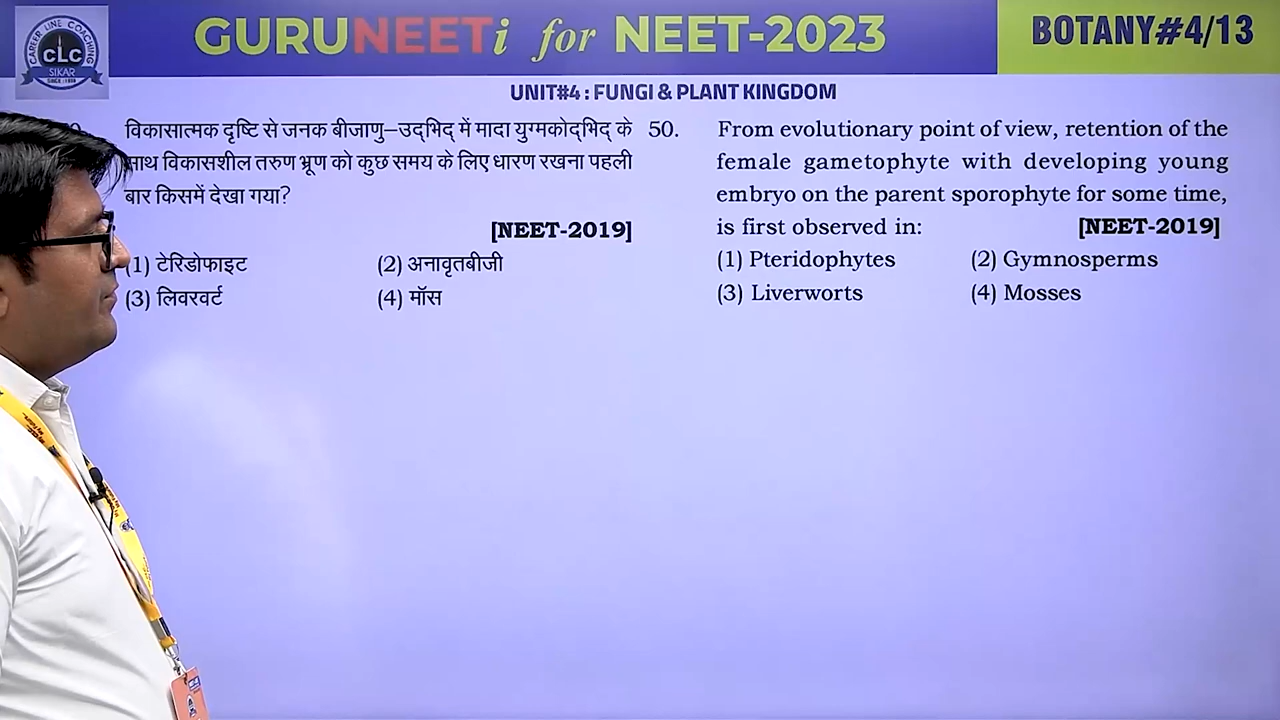 GURUNEETi for NEET-2023
BOTANY#4/13
CAREER LINE COACHING
CLC
SIKAR
UNIT#4 : FUNGI & PLANT KINGDOM
विकासात्मक दृष्टि से जनक बीजाणु–उद्‌भिद् में मादा युग्मकोद्‌भिद् के
साथ विकासशील तरुण भ्रूण को कुछ समय के लिए धारण रखना पहली
बार किसमें देखा गया?
[NEET-2019]
(1) टेरिडोफाइट (2) अनावृतबीजी
(3) लिवरवर्ट (4) मॉस
50. From evolutionary point of view, retention of the
female gametophyte with developing young
embryo on the parent sporophyte for some time,
is first observed in: [NEET-2019]
(1) Pteridophytes (2) Gymnosperms
(3) Liverworts (4) Mosses